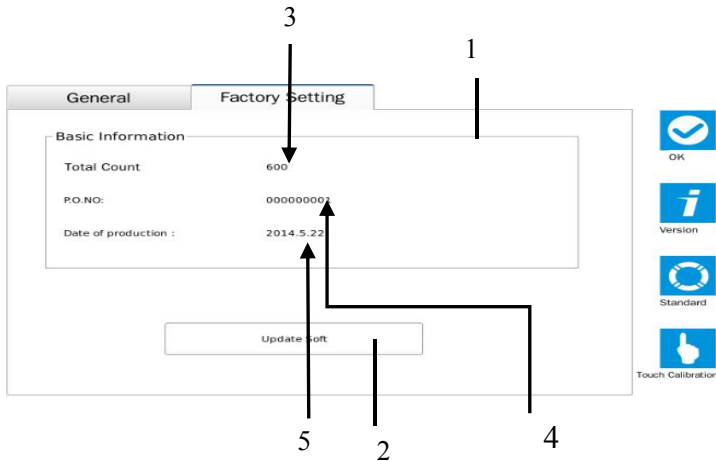 3
1
General
Factory Setting
Basic Information
Total Count 600
P.O.NO: 000000001
Date of production : 2014.5.22
Update Soft
OK
Version
Standard
Touch Calibration
5
2
4